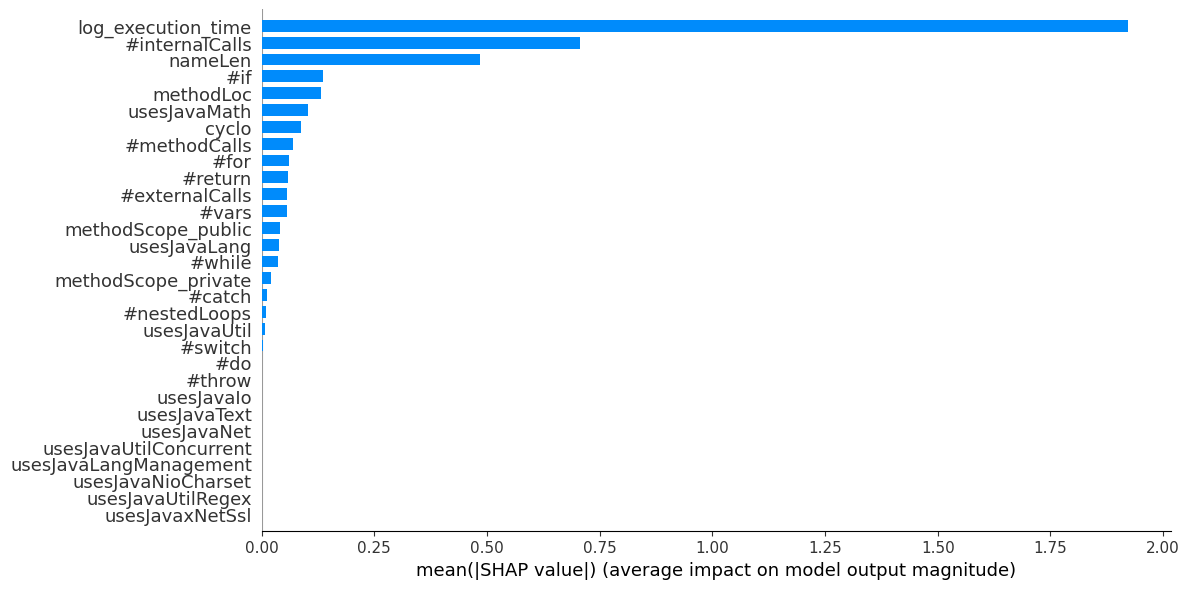 log_execution_time
#internalCalls
nameLen
#if
methodLoc
usesJavaMath
cyclo
#methodCalls
#for
#return
#externalCalls
#vars
methodScope_public
usesJavaLang
#while
methodScope_private
#catch
#nestedLoops
usesJavaUtil
#switch
#do
#throw
usesJavaIo
usesJavaText
usesJavaNet
usesJavaUtilConcurrent
usesJavaLangManagement
usesJavaNioCharset
usesJavaUtilRegex
usesJavaxNetSsl
0.00 0.25 0.50 0.75 1.00 1.25 1.50 1.75 2.00
mean(|SHAP value|) (average impact on model output magnitude)